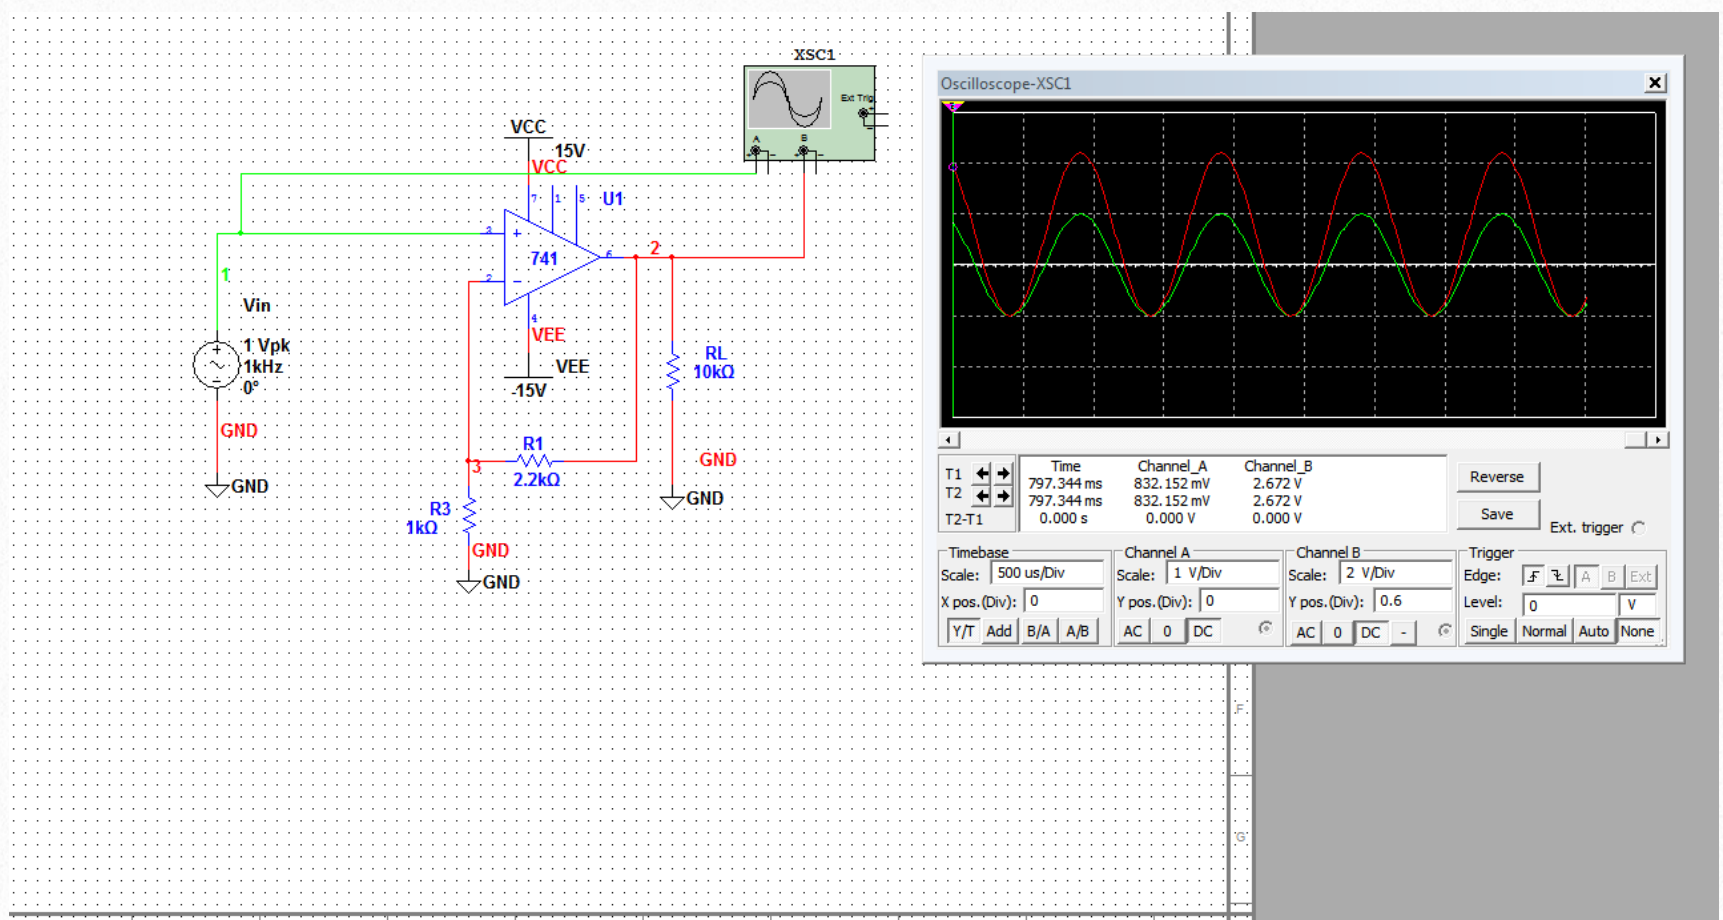 XSC1
Ext Trig
+
-
A
B
+ - + -
VCC
15V
VCC
7 1 5 U1
3 +
741
6 2
2 -
4
VEE
VEE
-15V
1
Vin
+
1 Vpk
1kHz
0°
GND
GND
RL
10kΩ
GND
GND
R1
3
2.2kΩ
R3
1kΩ
GND
GND
F
G
Oscilloscope-XSC1
T1
T2
T2-T1
Time Channel_A Channel_B
797.344 ms 832.152 mV 2.672 V
797.344 ms 832.152 mV 2.672 V
0.000 s 0.000 V 0.000 V
Reverse
Save
Ext. trigger
Timebase
Scale: 500 us/Div
X pos.(Div): 0
Y/T Add B/A A/B
Channel A
Scale: 1 V/Div
Y pos.(Div): 0
AC 0 DC
Channel B
Scale: 2 V/Div
Y pos.(Div): 0.6
AC 0 DC -
Trigger
Edge: A B Ext
Level: 0 V
Single Normal Auto None